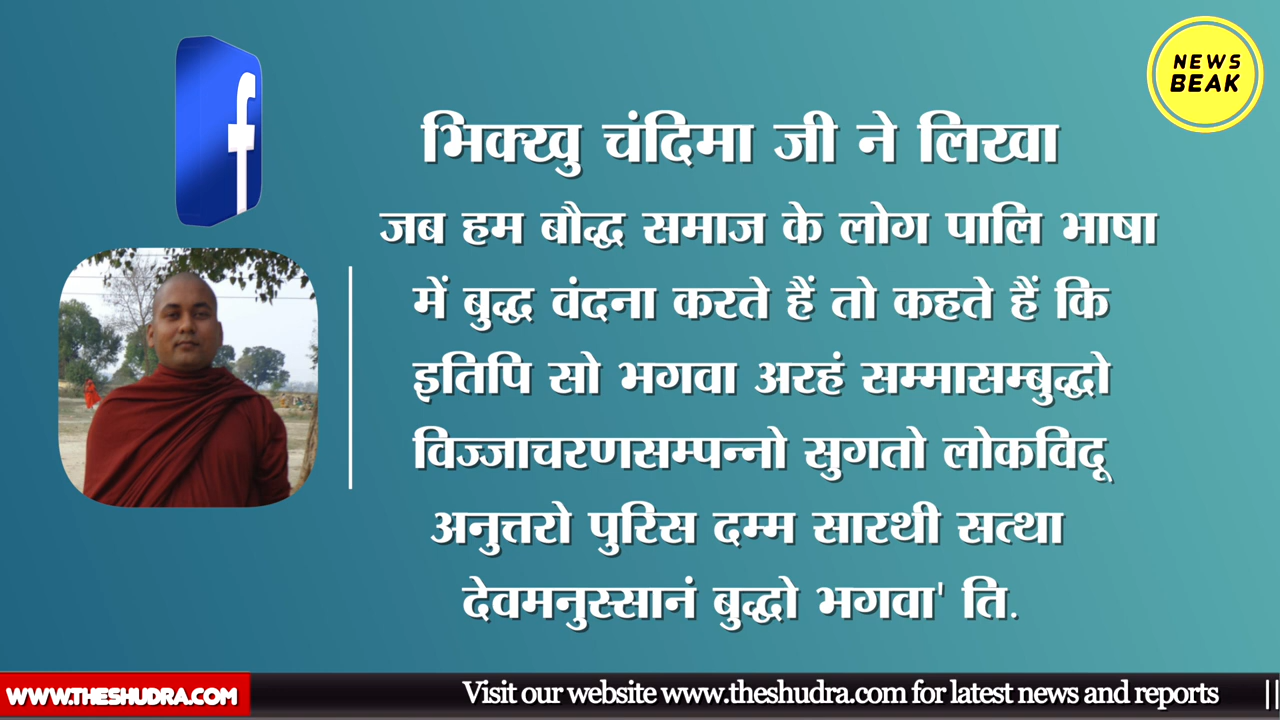 NEWS
BEAK
भिक्खु चंदिमा जी ने लिखा
जब हम बौद्ध समाज के लोग पालि भाषा
में बुद्ध वंदना करते हैं तो कहते हैं कि
इतिपि सो भगवा अरहं सम्मासम्बुद्धो
विज्जाचरणसम्पन्नो सुगतो लोकविदू
अनुत्तरो पुरिस दम्म सारथी सत्था
देवमनुस्सानं बुद्धो भगवा' ति.
WWW.THESHUDRA.COM
Visit our website www.theshudra.com for latest news and reports ||